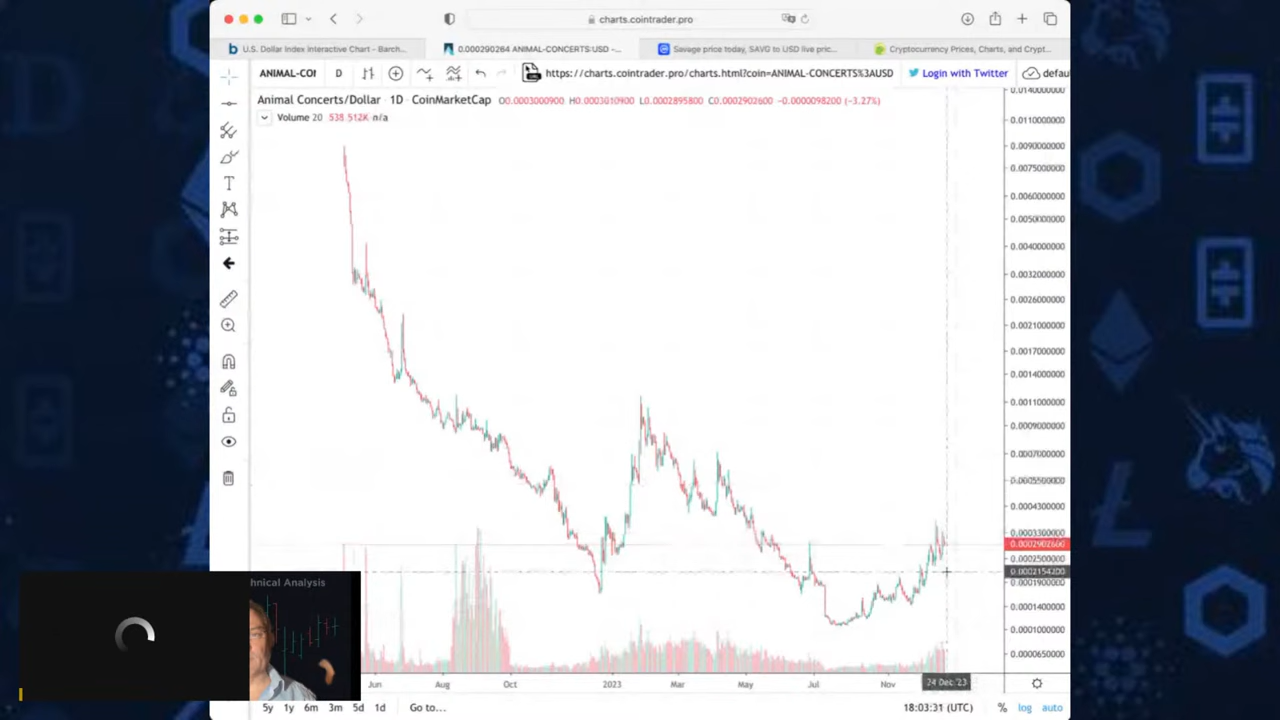 charts.cointrader.pro
U.S. Dollar Index Interactive Chart - Barch...
0.000290264 ANIMAL-CONCERTS:USD -...
Savage price today, SAVG to USD live pric...
Cryptocurrency Prices, Charts, and Crypt...
ANIMAL-CON
D
https://charts.cointrader.pro/charts.html?coin=ANIMAL-CONCERTS%3AUSD
Login with Twitter
defau
Animal Concerts/Dollar · 1D · CoinMarketCap
O0.0003000900 H0.0003010900 L0.0002895800 C0.0002902600 -0.0000098200 (-3.27%)
Volume 20 538.512K n/a
0.0140000000
0.0110000000
0.0090000000
0.0075000000
0.0060000000
0.0050000000
0.0040000000
0.0032000000
0.0026000000
0.0021000000
0.0017000000
0.0014000000
0.0011000000
0.0009000000
0.0007000000
0.0005500000
0.0004300000
0.0003300000
0.0002902600
0.0002500000
0.0002154200
0.0001900000
0.0001400000
0.0001000000
0.0000650000
hnical Analysis
Jun
Aug
Oct
2023
Mar
May
Jul
Nov
24 Dec '23
5y
1y
6m
3m
5d
1d
Go to...
18:03:31 (UTC)
%
log
auto